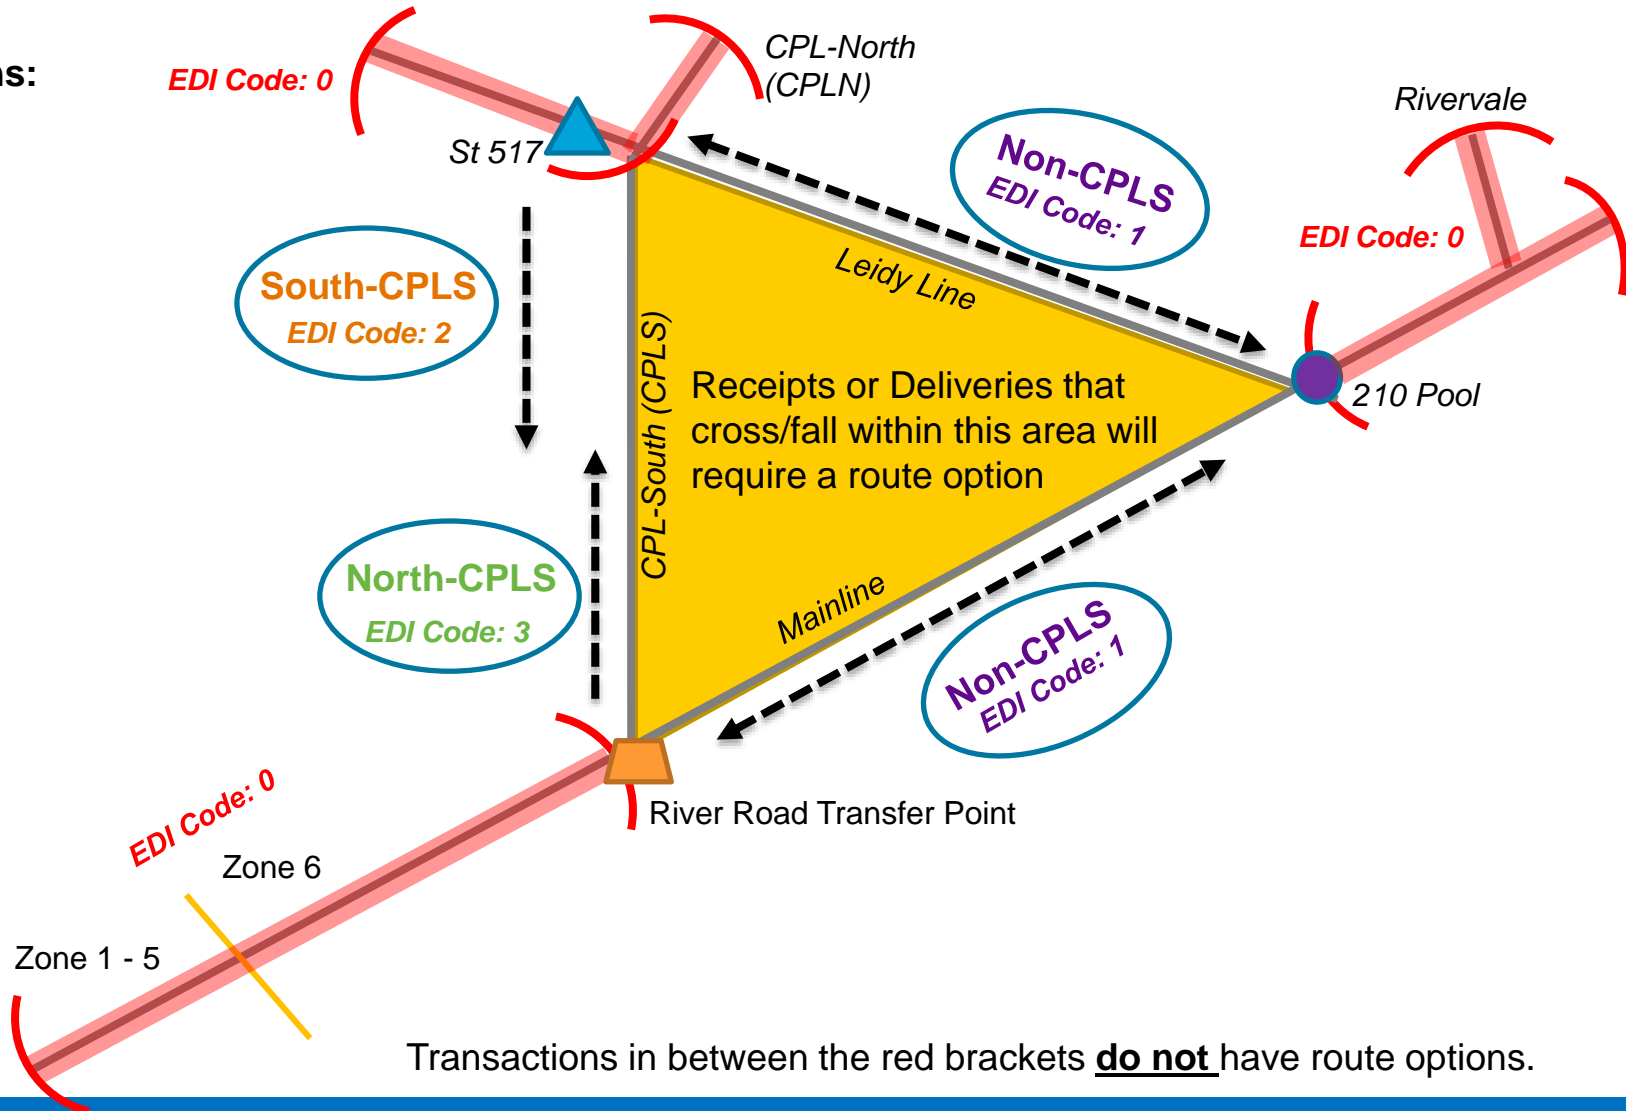 ns:
EDI Code: 0
CPL-North
(CPLN)
Rivervale
St 517
Non-CPLS
EDI Code: 1
EDI Code: 0
South-CPLS
EDI Code: 2
Leidy Line
CPL-South (CPLS)
Receipts or Deliveries that
cross/fall within this area will
require a route option
210 Pool
North-CPLS
EDI Code: 3
Mainline
Non-CPLS
EDI Code: 1
River Road Transfer Point
EDI Code: 0
Zone 6
Zone 1 - 5
Transactions in between the red brackets do not have route options.